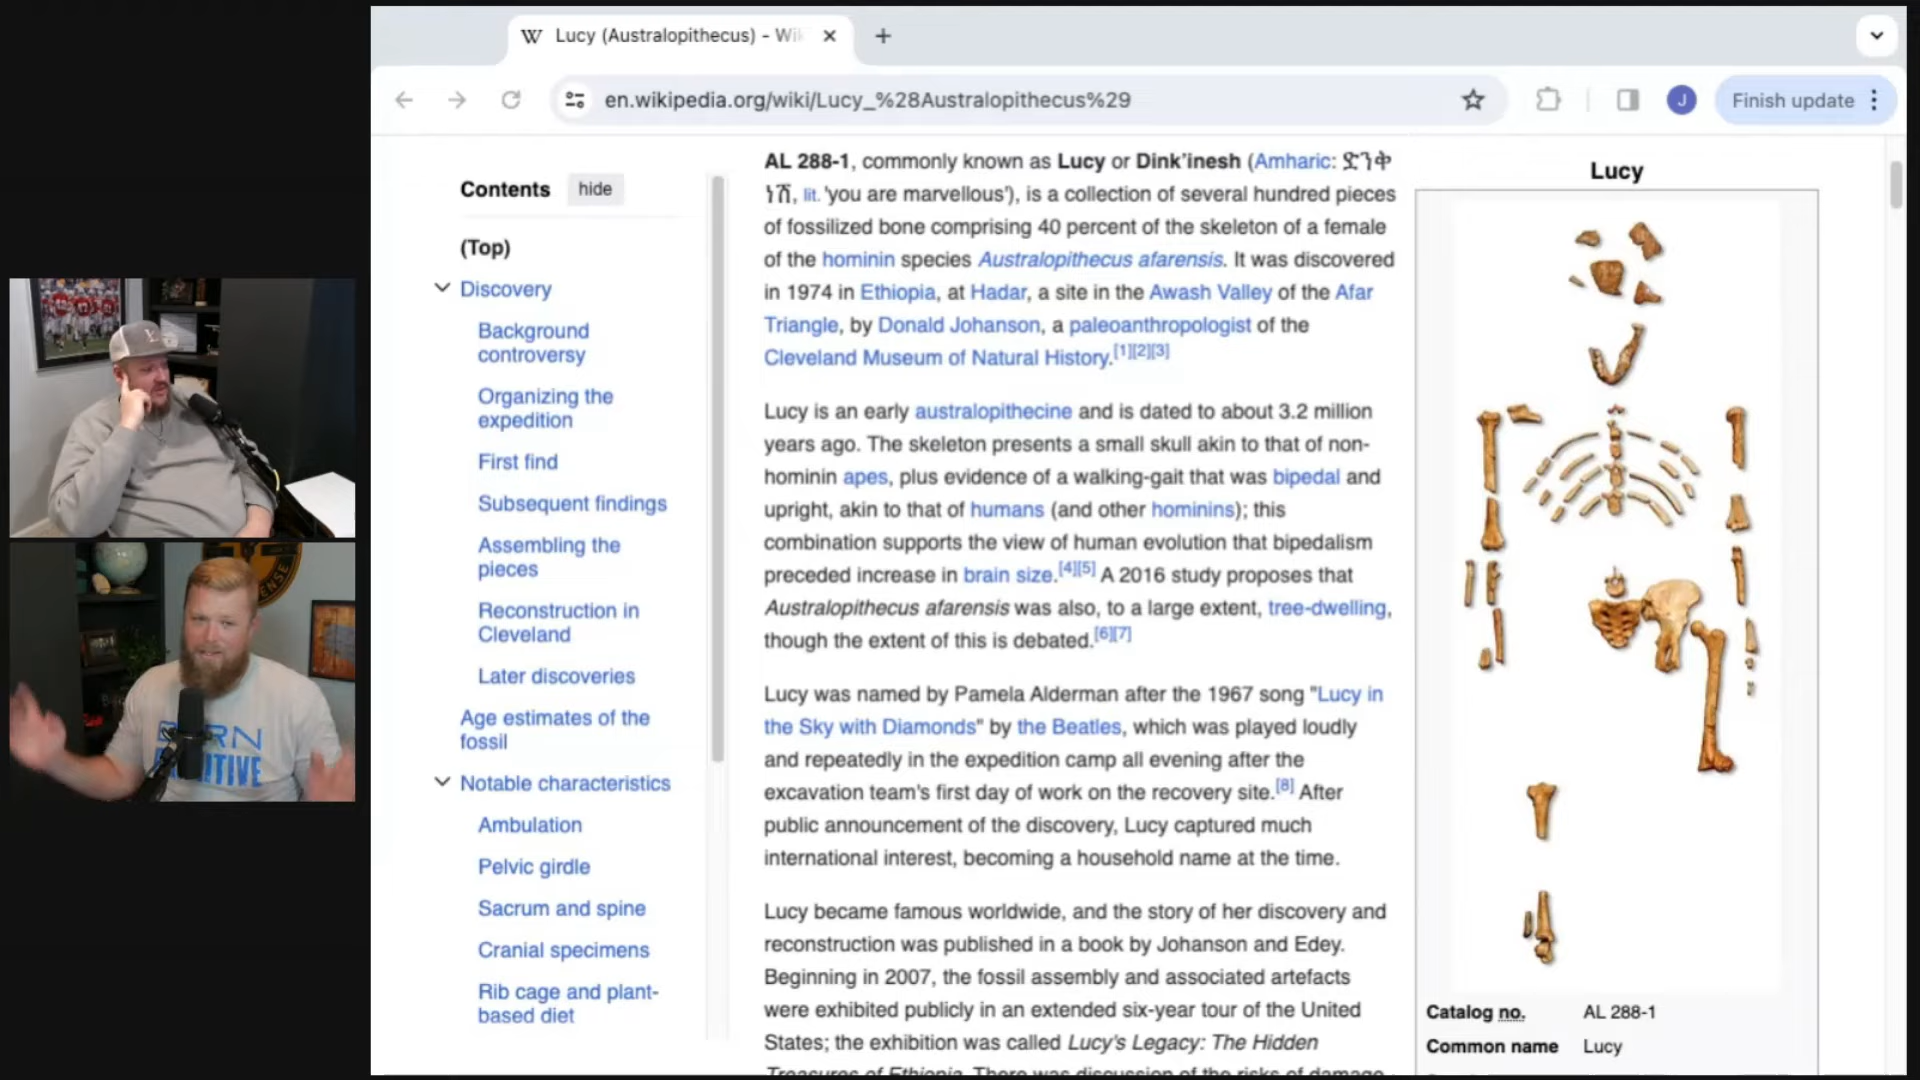 Lucy (Australopithecus) - Wi
en.wikipedia.org/wiki/Lucy_%28Australopithecus%29
J
Finish update
Contents
hide
(Top)
Discovery
Background
controversy
Organizing the
expedition
First find
Subsequent findings
Assembling the
pieces
Reconstruction in
Cleveland
Later discoveries
Age estimates of the
fossil
Notable characteristics
Ambulation
Pelvic girdle
Sacrum and spine
Cranial specimens
Rib cage and plant-
based diet
AL 288-1, commonly known as Lucy or Dink'inesh (Amharic: ድንቅ
ነሽ, lit. 'you are marvellous'), is a collection of several hundred pieces
of fossilized bone comprising 40 percent of the skeleton of a female
of the hominin species Australopithecus afarensis. It was discovered
in 1974 in Ethiopia, at Hadar, a site in the Awash Valley of the Afar
Triangle, by Donald Johanson, a paleoanthropologist of the
Cleveland Museum of Natural History.[1][2][3]
Lucy is an early australopithecine and is dated to about 3.2 million
years ago. The skeleton presents a small skull akin to that of non-
hominin apes, plus evidence of a walking-gait that was bipedal and
upright, akin to that of humans (and other hominins); this
combination supports the view of human evolution that bipedalism
preceded increase in brain size.[4][5] A 2016 study proposes that
Australopithecus afarensis was also, to a large extent, tree-dwelling,
though the extent of this is debated.[6][7]
Lucy was named by Pamela Alderman after the 1967 song "Lucy in
the Sky with Diamonds" by the Beatles, which was played loudly
and repeatedly in the expedition camp all evening after the
excavation team's first day of work on the recovery site.[8] After
public announcement of the discovery, Lucy captured much
international interest, becoming a household name at the time.
Lucy became famous worldwide, and the story of her discovery and
reconstruction was published in a book by Johanson and Edey.
Beginning in 2007, the fossil assembly and associated artefacts
were exhibited publicly in an extended six-year tour of the United
States; the exhibition was called Lucy's Legacy: The Hidden
Treasures of Ethiopia. There was discussion of the risks of damage
Lucy
Catalog no. AL 288-1
Common name Lucy